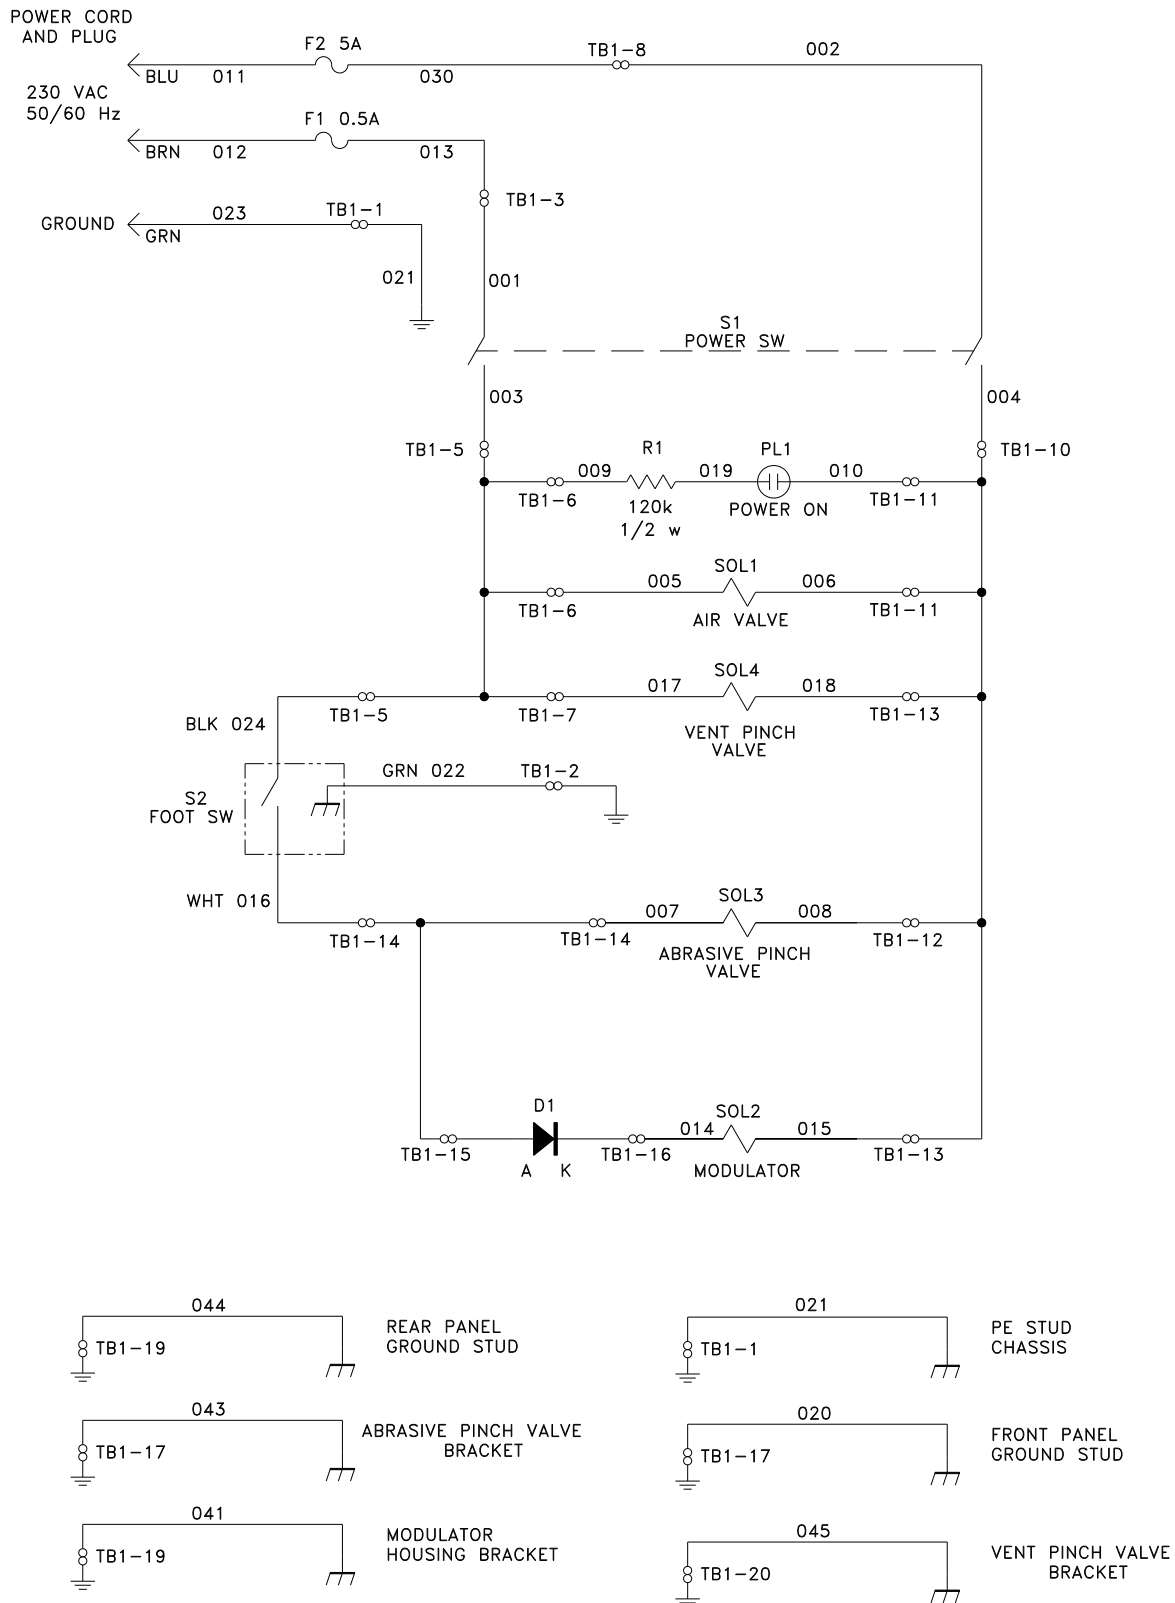 POWER CORD
AND PLUG
F2 5A
TB1-8
002
BLU
011
030
230 VAC
50/60 Hz
F1 0.5A
BRN
012
013
TB1-3
GROUND
023
TB1-1
GRN
021
001
S1
POWER SW
003
004
TB1-5
R1
PL1
TB1-10
009
019
010
TB1-6
120k
1/2 w
POWER ON
TB1-11
SOL1
005
006
TB1-6
AIR VALVE
TB1-11
SOL4
017
018
BLK 024
TB1-5
TB1-7
TB1-13
VENT PINCH
VALVE
GRN 022
TB1-2
S2
FOOT SW
WHT 016
SOL3
007
008
TB1-14
TB1-14
TB1-12
ABRASIVE PINCH
VALVE
D1
SOL2
014
015
TB1-15
TB1-16
TB1-13
A
K
MODULATOR
044
TB1-19
REAR PANEL
GROUND STUD
021
TB1-1
PE STUD
CHASSIS
043
TB1-17
ABRASIVE PINCH VALVE
BRACKET
020
TB1-17
FRONT PANEL
GROUND STUD
041
TB1-19
MODULATOR
HOUSING BRACKET
045
TB1-20
VENT PINCH VALVE
BRACKET